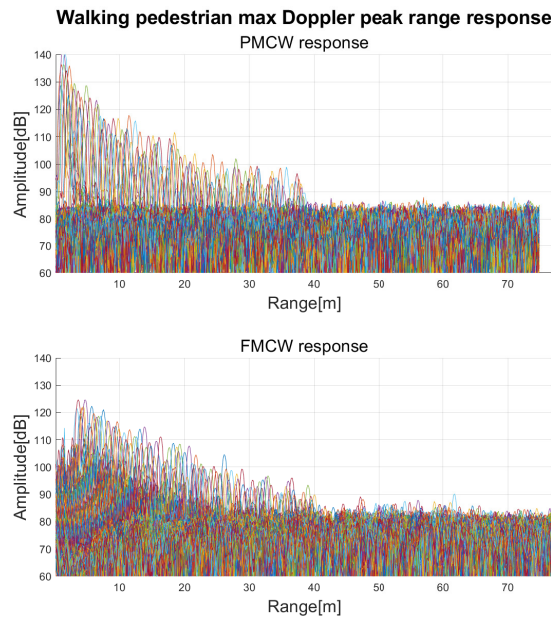 Walking pedestrian max Doppler peak range response
PMCW response
140
130
120
110
100
90
80
70
60
Amplitude[dB]
10 20 30 40 50 60 70
Range[m]
FMCW response
140
130
120
110
100
90
80
70
60
Amplitude[dB]
10 20 30 40 50 60 70
Range[m]